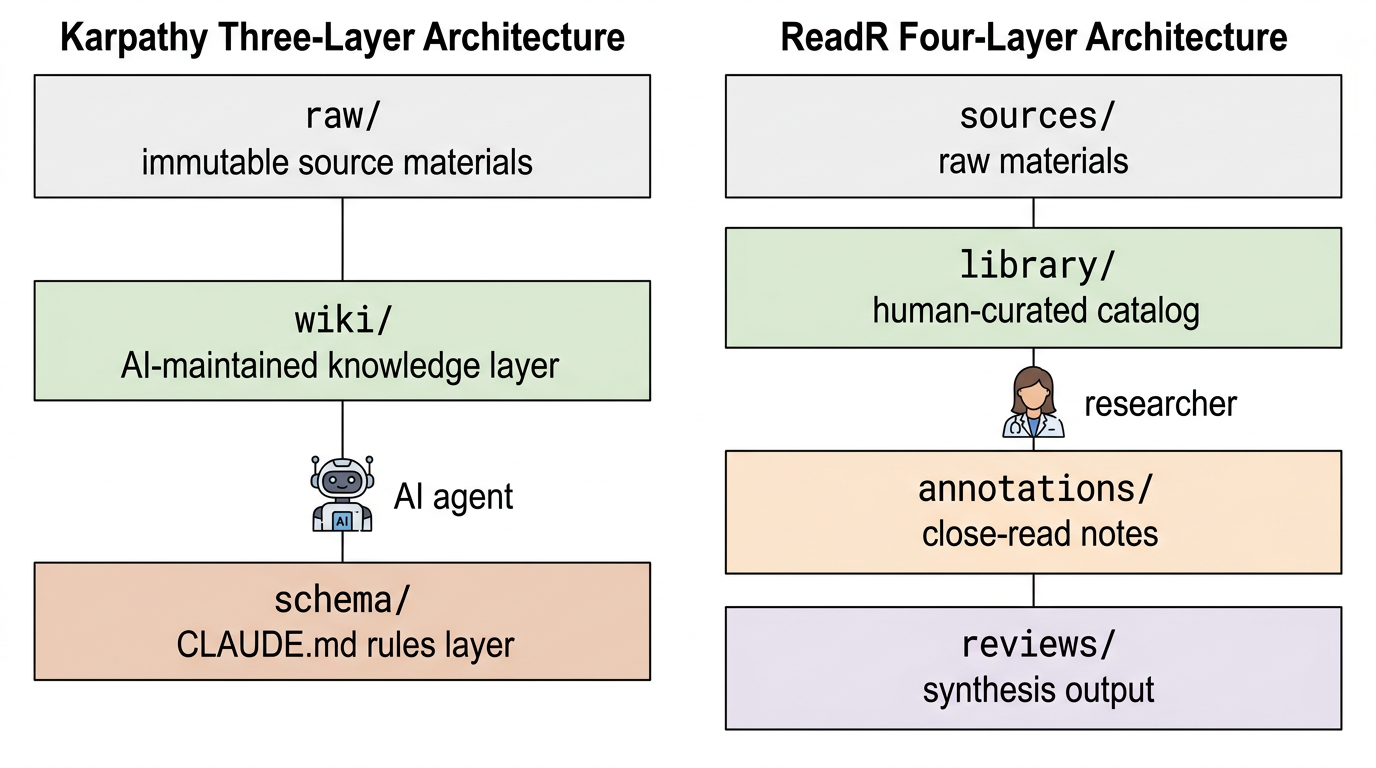 Karpathy Three-Layer Architecture
raw/
immutable source materials
wiki/
AI-maintained knowledge layer
AI
AI agent
schema/
CLAUDE.md rules layer
ReadR Four-Layer Architecture
sources/
raw materials
library/
human-curated catalog
researcher
annotations/
close-read notes
reviews/
synthesis output